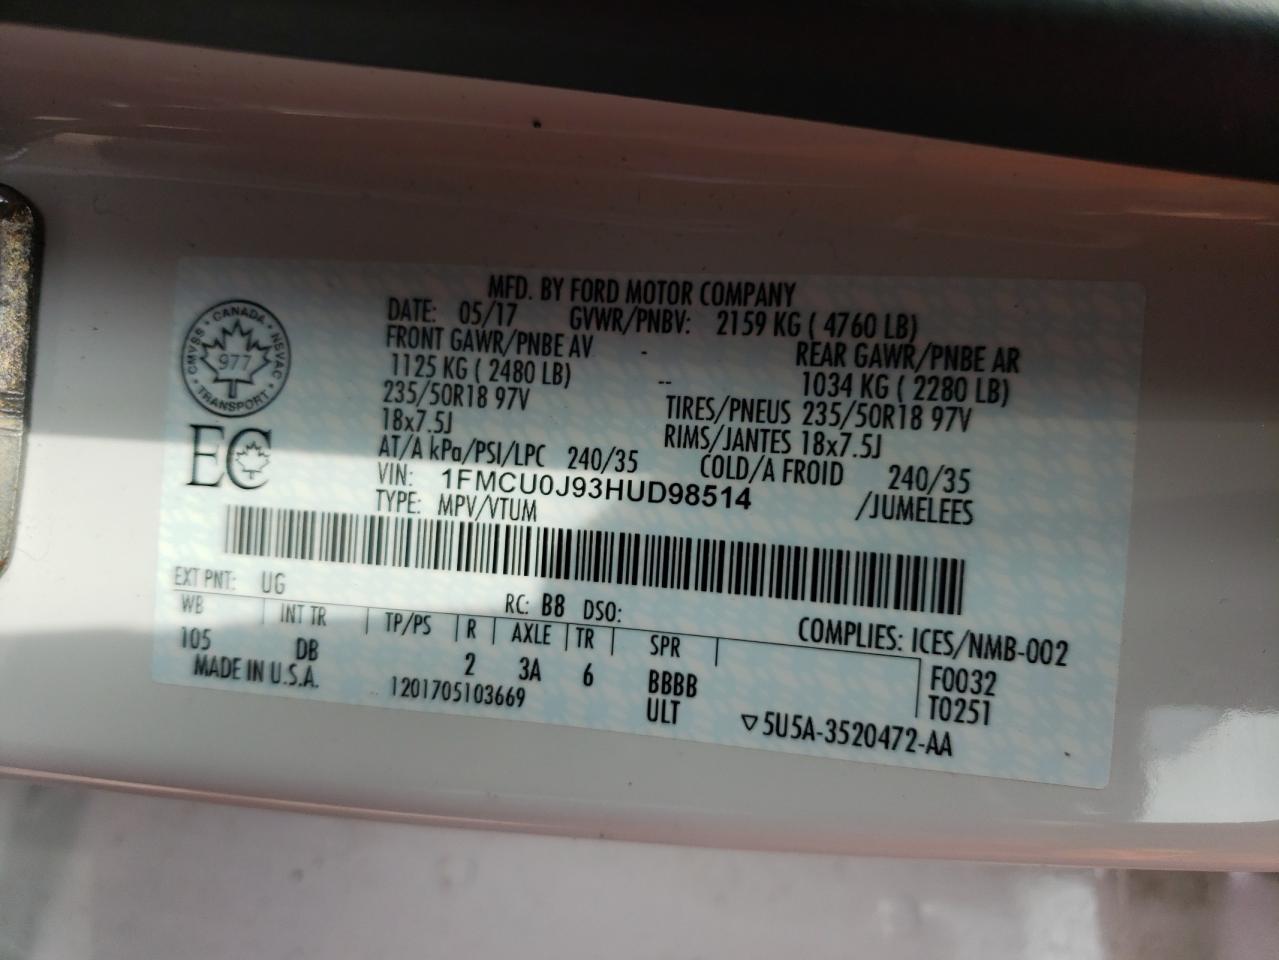 MFD. BY FORD MOTOR COMPANY
DATE: 05/17 GVWR/PNBV: 2159 KG ( 4760 LB)
FRONT GAWR/PNBE AV - REAR GAWR/PNBE AR
1125 KG ( 2480 LB) -- 1034 KG ( 2280 LB)
235/50R18 97V TIRES/PNEUS 235/50R18 97V
18x7.5J RIMS/JANTES 18x7.5J
AT/A kPa/PSI/LPC 240/35 COLD/A FROID 240/35
VIN: 1FMCU0J93HUD98514 /JUMELEES
TYPE: MPV/VTUM
CANADA
CMVSS • NSVAC
977
TRANSPORT
EC
EXT PNT: UG RC: B8 DSO:
WB INT TR TP/PS R AXLE TR SPR COMPLIES: ICES/NMB-002
105 DB 2 3A 6 BBBB F0032
MADE IN U.S.A. 1201705103669 ULT T0251
▽5U5A-3520472-AA